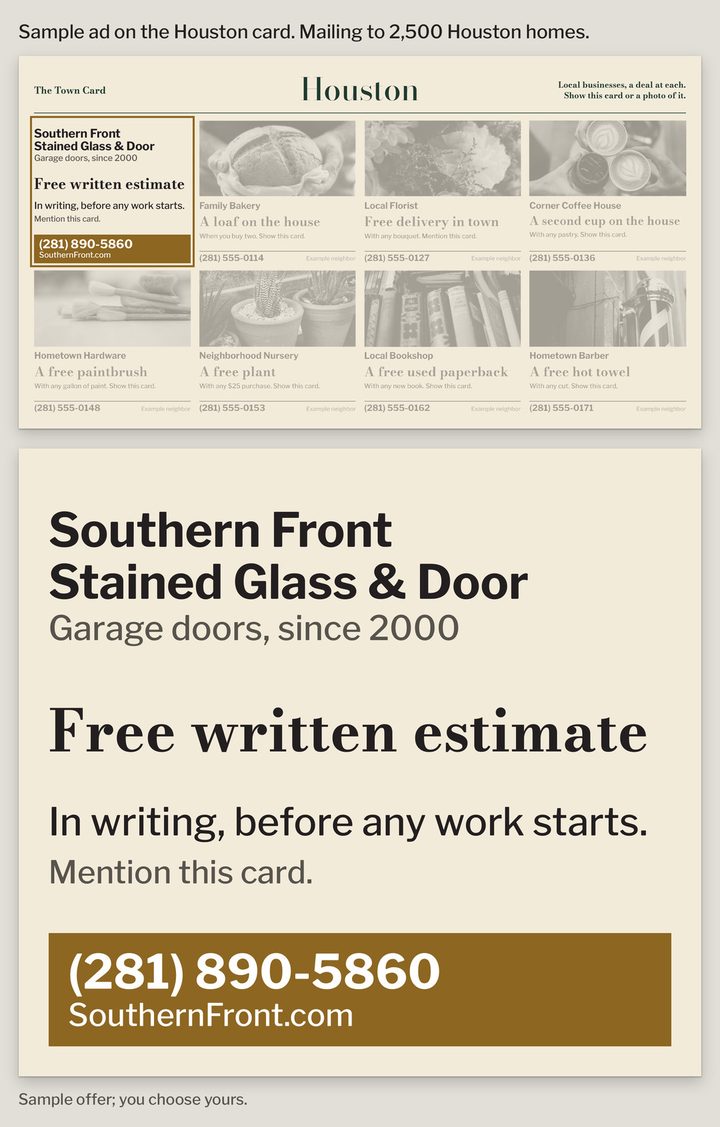 Sample ad on the Houston card. Mailing to 2,500 Houston homes.
The Town Card
Houston
Local businesses, a deal at each.
Show this card or a photo of it.
Southern Front
Stained Glass & Door
Garage doors, since 2000
Free written estimate
In writing, before any work starts.
Mention this card.
(281) 890-5860
SouthernFront.com
Family Bakery
A loaf on the house
When you buy two. Show this card.
(281) 555-0114
Example neighbor
Local Florist
Free delivery in town
With any bouquet. Mention this card.
(281) 555-0127
Example neighbor
Corner Coffee House
A second cup on the house
With any pastry. Show this card.
(281) 555-0136
Example neighbor
Hometown Hardware
A free paintbrush
With any gallon of paint. Show this card.
(281) 555-0148
Example neighbor
Neighborhood Nursery
A free plant
With any $25 purchase. Show this card.
(281) 555-0153
Example neighbor
Local Bookshop
A free used paperback
With any new book. Show this card.
(281) 555-0162
Example neighbor
Hometown Barber
A free hot towel
With any cut. Show this card.
(281) 555-0171
Example neighbor
Southern Front
Stained Glass & Door
Garage doors, since 2000
Free written estimate
In writing, before any work starts.
Mention this card.
(281) 890-5860
SouthernFront.com
Sample offer; you choose yours.